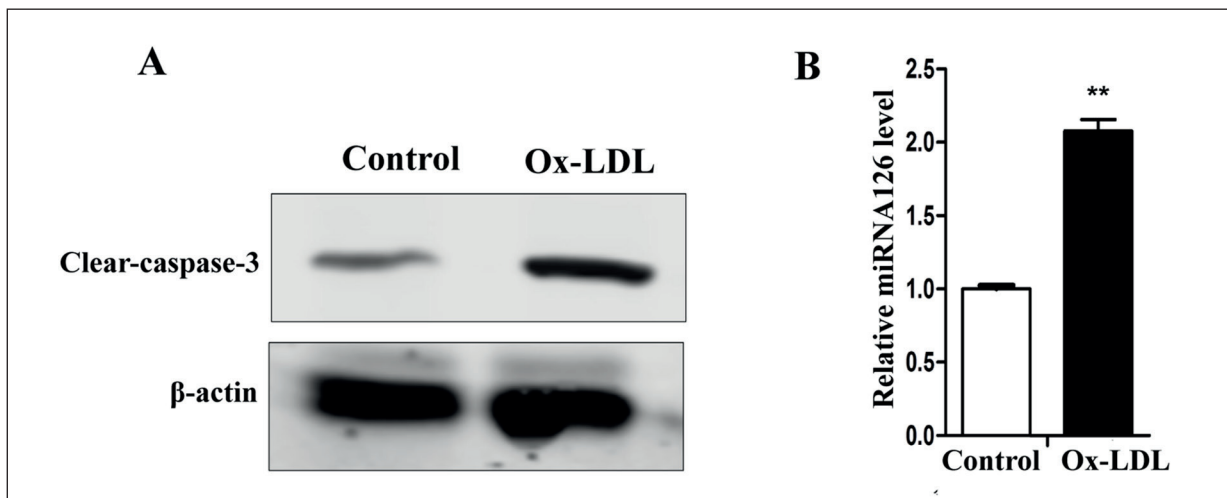 A
Control Ox-LDL
Clear-caspase-3
β-actin
B
Relative miRNA126 level
2.5
2.0
1.5
1.0
0.5
0.0
**
Control Ox-LDL